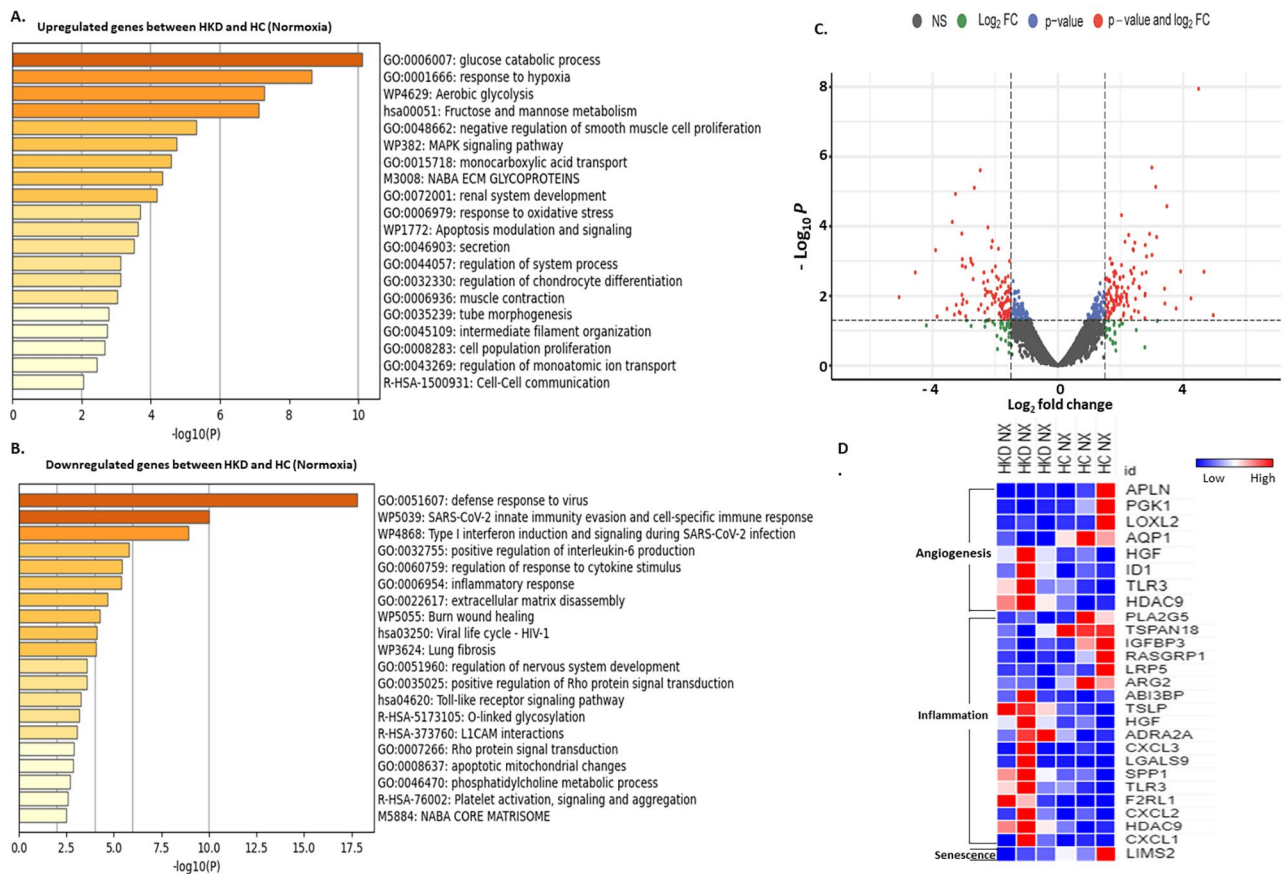 A.
Upregulated genes between HKD and HC (Normoxia)
GO:0006007: glucose catabolic process
GO:0001666: response to hypoxia
WP4629: Aerobic glycolysis
hsa00051: Fructose and mannose metabolism
GO:0048662: negative regulation of smooth muscle cell proliferation
WP382: MAPK signaling pathway
GO:0015718: monocarboxylic acid transport
M3008: NABA ECM GLYCOPROTEINS
GO:0072001: renal system development
GO:0006979: response to oxidative stress
WP1772: Apoptosis modulation and signaling
GO:0046903: secretion
GO:0044057: regulation of system process
GO:0032330: regulation of chondrocyte differentiation
GO:0006936: muscle contraction
GO:0035239: tube morphogenesis
GO:0045109: intermediate filament organization
GO:0008283: cell population proliferation
GO:0043269: regulation of monoatomic ion transport
R-HSA-1500931: Cell-Cell communication
0 2 4 6 8 10
-log10(P)
B.
Downregulated genes between HKD and HC (Normoxia)
GO:0051607: defense response to virus
WP5039: SARS-CoV-2 innate immunity evasion and cell-specific immune response
WP4868: Type I interferon induction and signaling during SARS-CoV-2 infection
GO:0032755: positive regulation of interleukin-6 production
GO:0060759: regulation of response to cytokine stimulus
GO:0006954: inflammatory response
GO:0022617: extracellular matrix disassembly
WP5055: Burn wound healing
hsa03250: Viral life cycle - HIV-1
WP3624: Lung fibrosis
GO:0051960: regulation of nervous system development
GO:0035025: positive regulation of Rho protein signal transduction
hsa04620: Toll-like receptor signaling pathway
R-HSA-5173105: O-linked glycosylation
R-HSA-373760: L1CAM interactions
GO:0007266: Rho protein signal transduction
GO:0008637: apoptotic mitochondrial changes
GO:0046470: phosphatidylcholine metabolic process
R-HSA-76002: Platelet activation, signaling and aggregation
M5884: NABA CORE MATRISOME
0.0 2.5 5.0 7.5 10.0 12.5 15.0 17.5
-log10(P)
C.
NS Log2 FC p-value p – value and log2 FC
8
6
4
2
0
- Log10 P
- 4 0 4
Log2 fold change
D
.
HKD NX HKD NX HKD NX HC NX HC NX HC NX
id
Low High
Angiogenesis
APLN
PGK1
LOXL2
AQP1
HGF
ID1
TLR3
HDAC9
Inflammation
PLA2G5
TSPAN18
IGFBP3
RASGRP1
LRP5
ARG2
ABI3BP
TSLP
HGF
ADRA2A
CXCL3
LGALS9
SPP1
TLR3
F2RL1
CXCL2
HDAC9
CXCL1
Senescence
LIMS2